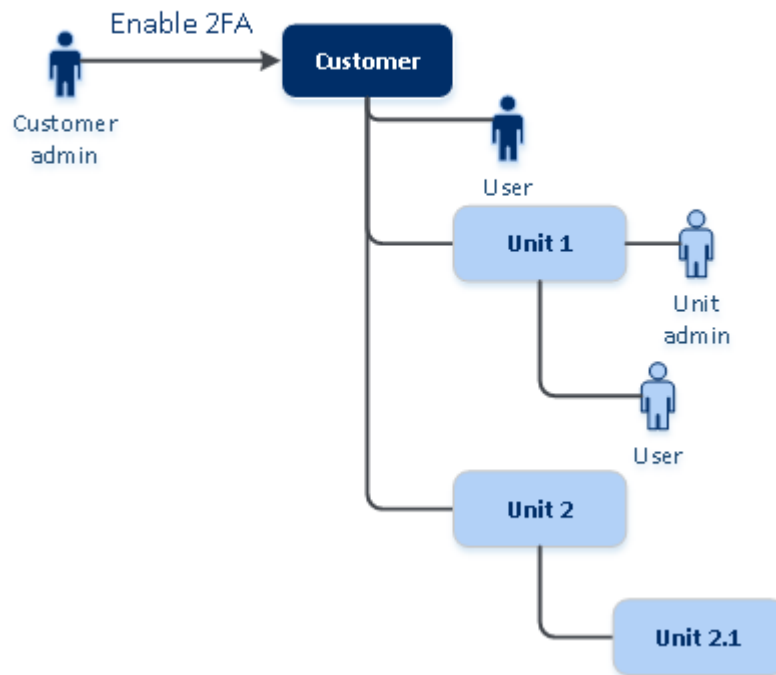 Enable 2FA
Customer
Customer
admin
User
Unit 1
Unit
admin
User
Unit 2
Unit 2.1